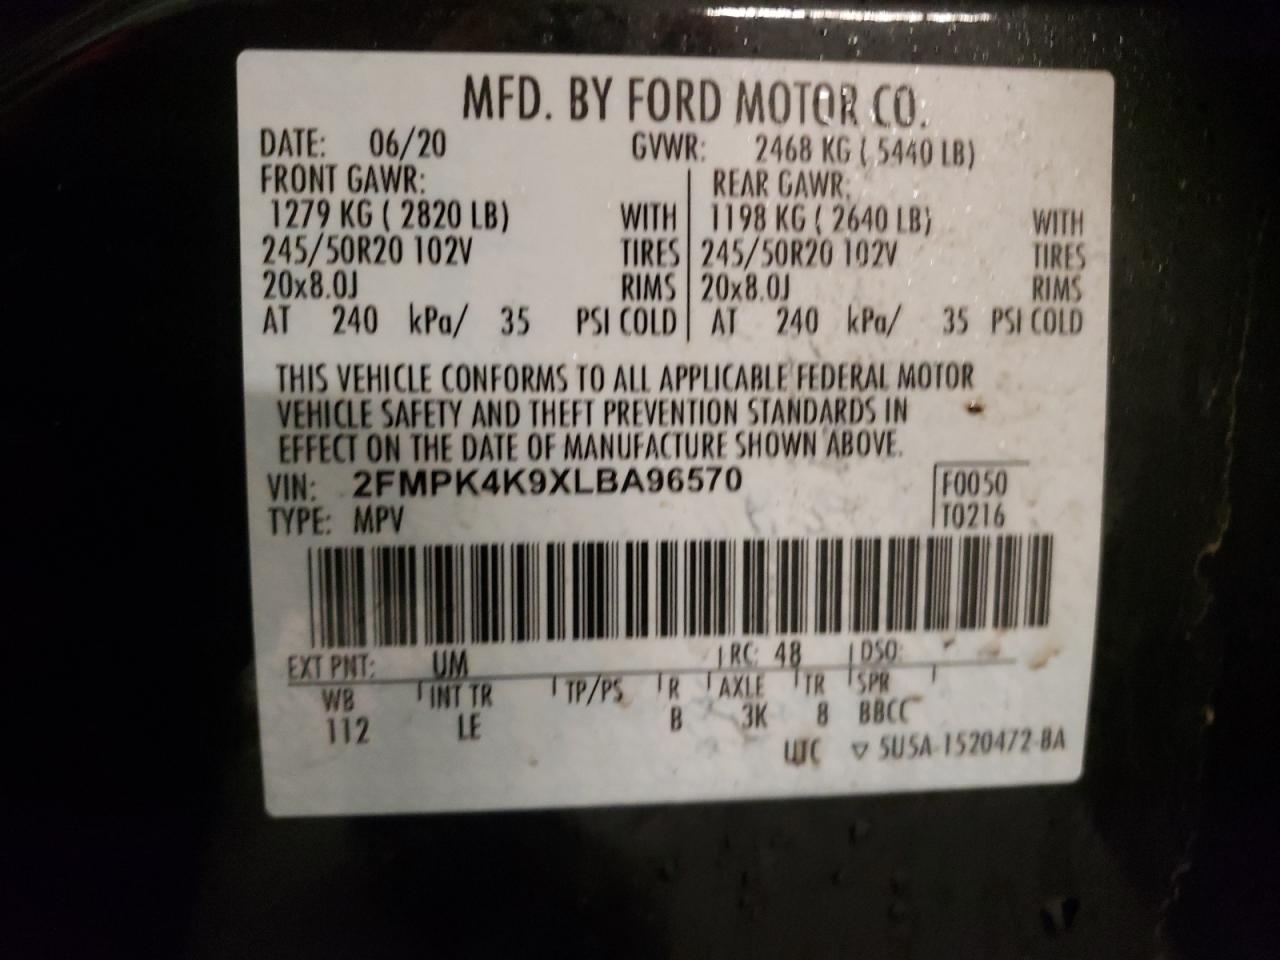 MFD. BY FORD MOTOR CO.
DATE: 06/20 GVWR: 2468 KG ( 5440 LB)
FRONT GAWR: REAR GAWR:
1279 KG ( 2820 LB) WITH 1198 KG ( 2640 LB) WITH
245/50R20 102V TIRES 245/50R20 102V TIRES
20x8.0J RIMS 20x8.0J RIMS
AT 240 kPa/ 35 PSI COLD AT 240 kPa/ 35 PSI COLD
THIS VEHICLE CONFORMS TO ALL APPLICABLE FEDERAL MOTOR
VEHICLE SAFETY AND THEFT PREVENTION STANDARDS IN
EFFECT ON THE DATE OF MANUFACTURE SHOWN ABOVE.
VIN: 2FMPK4K9XLBA96570 F0050
TYPE: MPV T0216
EXT PNT: UM RC: 48 DSO:
WB INT TR TP/PS R AXLE TR SPR
112 LE B 3K 8 BBCC
UTC ▽ 5U5A-1520472-BA